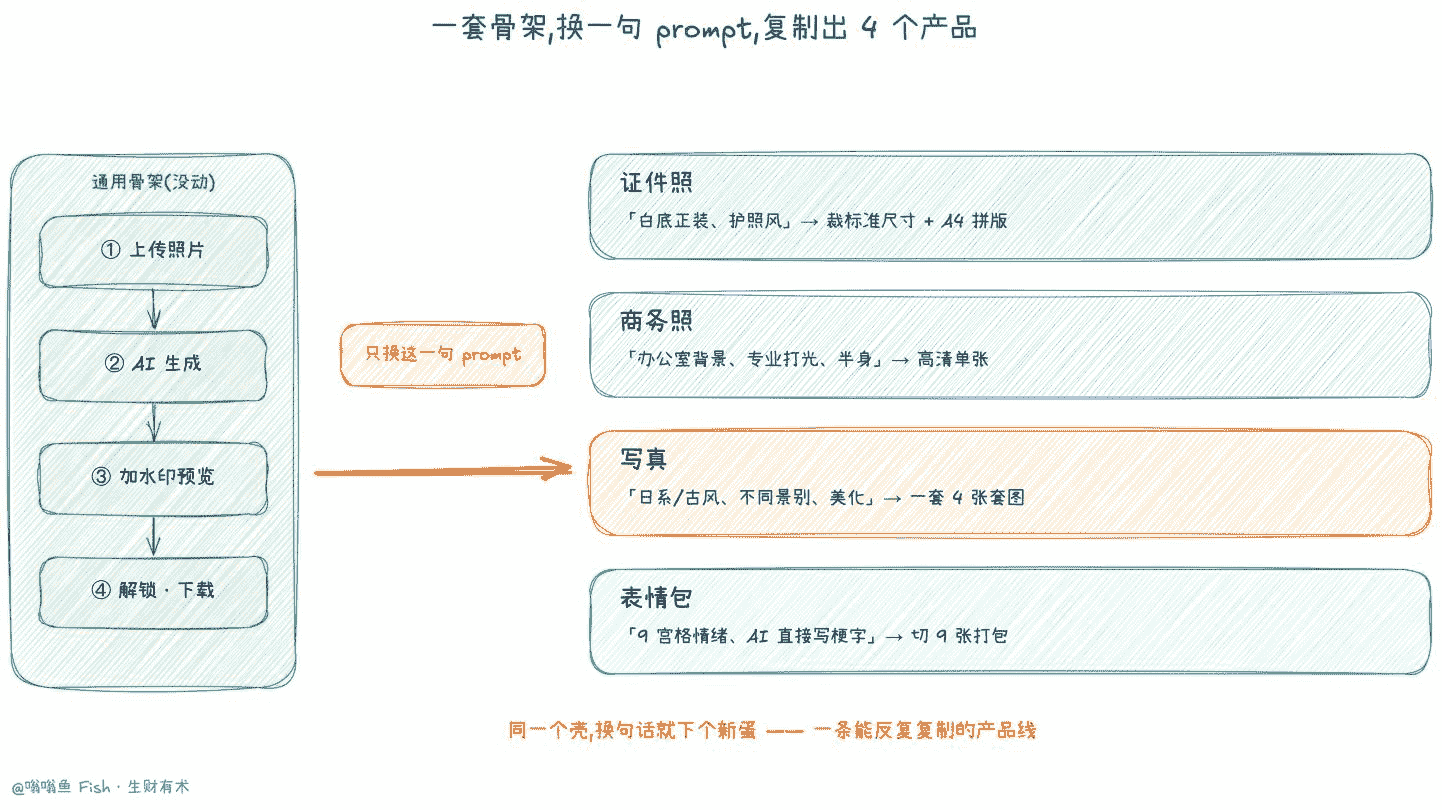 一套骨架,换一句 prompt,复制出 4 个产品
通用骨架(没动)
① 上传照片
② AI 生成
③ 加水印预览
④ 解锁 · 下载
只换这一句 prompt
证件照
「白底正装、护照风」→ 裁标准尺寸 + A4 拼版
商务照
「办公室背景、专业打光、半身」→ 高清单张
写真
「日系/古风、不同景别、美化」→ 一套 4 张套图
表情包
「9 宫格情绪、AI 直接写梗字」→ 切 9 张打包
同一个壳,换句话就下个新蛋 —— 一条能反复复制的产品线
@嗡嗡鱼 Fish · 生财有术